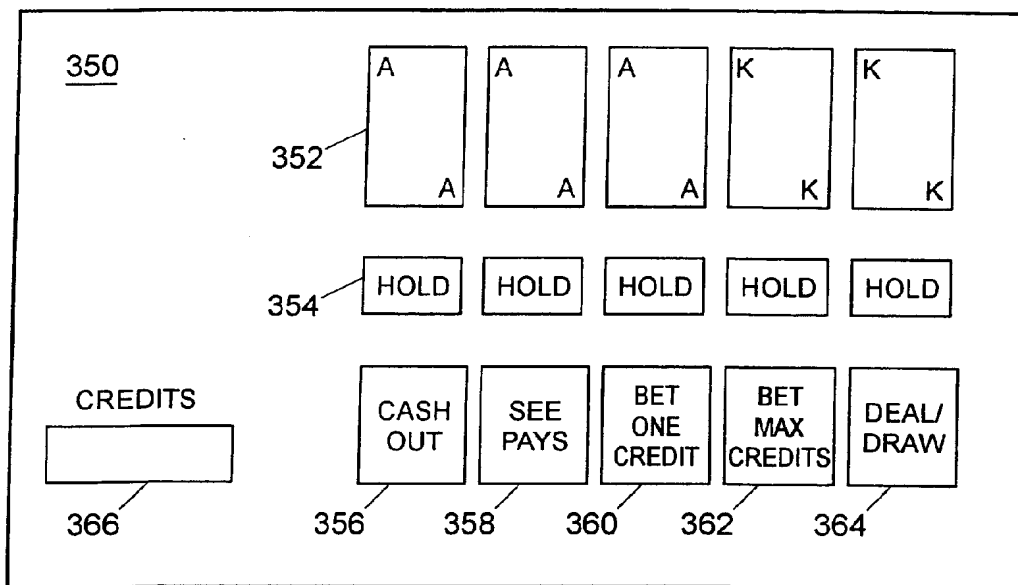 350
A A A K K
A A A K K
352
HOLD HOLD HOLD HOLD HOLD
354
CREDITS
CASH OUT
SEE PAYS
BET ONE CREDIT
BET MAX CREDITS
DEAL/ DRAW
366 356 358 360 362 364